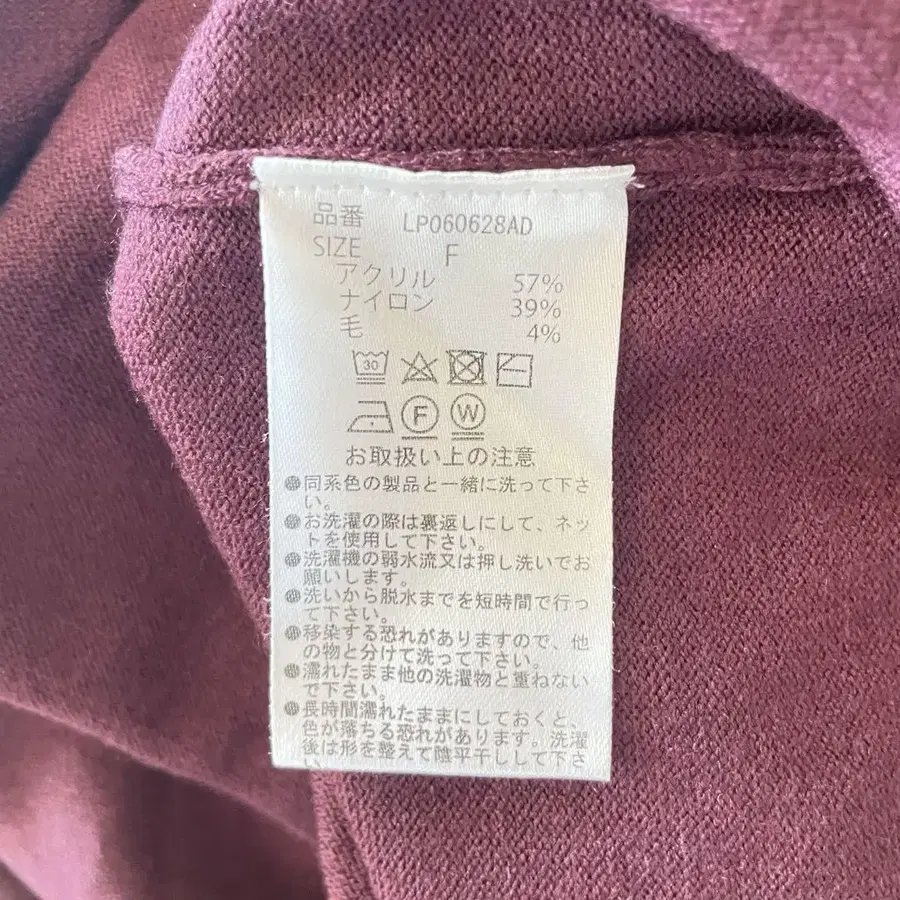 品番 LP060628AD
SIZE F
アクリル 57%
ナイロン 39%
毛 4%
30
F W
お取扱い上の注意
同系色の製品と一緒に洗って下さ
い。
お洗濯の際は裏返しにして、ネッ
トを使用して下さい。
洗濯機の弱水流又は押し洗いでお
願いします。
洗いから脱水までを短時間で行っ
て下さい。
移染する恐れがありますので、他
の物と分けて洗って下さい。
濡れたまま他の洗濯物と重ねない
で下さい。
長時間濡れたままにしておくと、
色が落ちる恐れがあります。洗濯
後は形を整えて陰平干して下さ